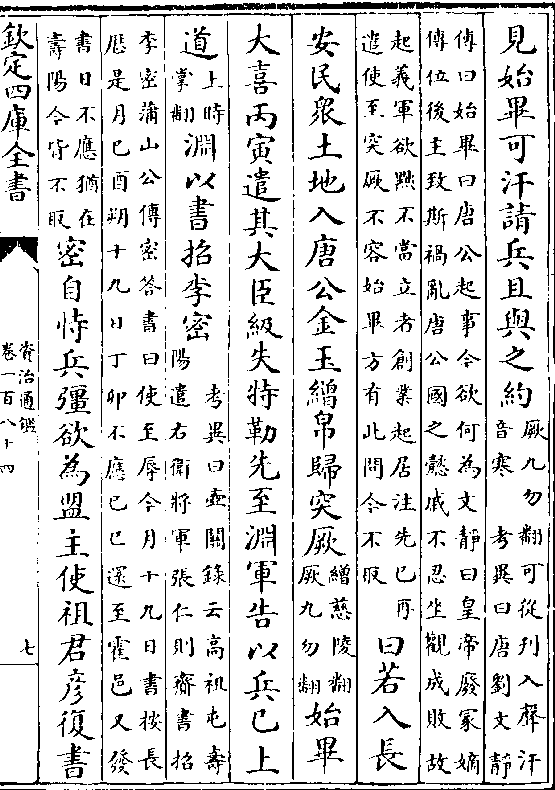 見始畢可汗請兵且與之約厥九勿翻可從刋入聲汗音寒 考異曰唐劉文靜
傳曰始畢曰唐公起事今欲何為文靜曰皇帝廢冢嫡
傳位後主致斯禍亂唐公國之懿戚不忍坐觀成敗故
起義軍欲黜不當立者創業起居注先已再遣使至突厥不容始畢方有此問今不取曰若入長
安民衆土地入唐公金玉繒帛歸突厥繒慈陵翻厥九勿翻始畢
大喜丙寅遣其大臣級失特勒先至淵軍告以兵已上
道上時掌翻淵以書招李密考異曰壺關錄云高祖屯壽陽遣右衛將軍張仁則齎書招
李密蒲山公傳密答書曰使至辱今月十九日書按長
厯是月己酉朔十九日丁卯不應己巳還至霍邑又發
書日不應猶在壽陽今皆不取密自恃兵彊欲為盟主使祖君彥復書
欽定四庫全書
資治通鑑
卷一百八十四
七